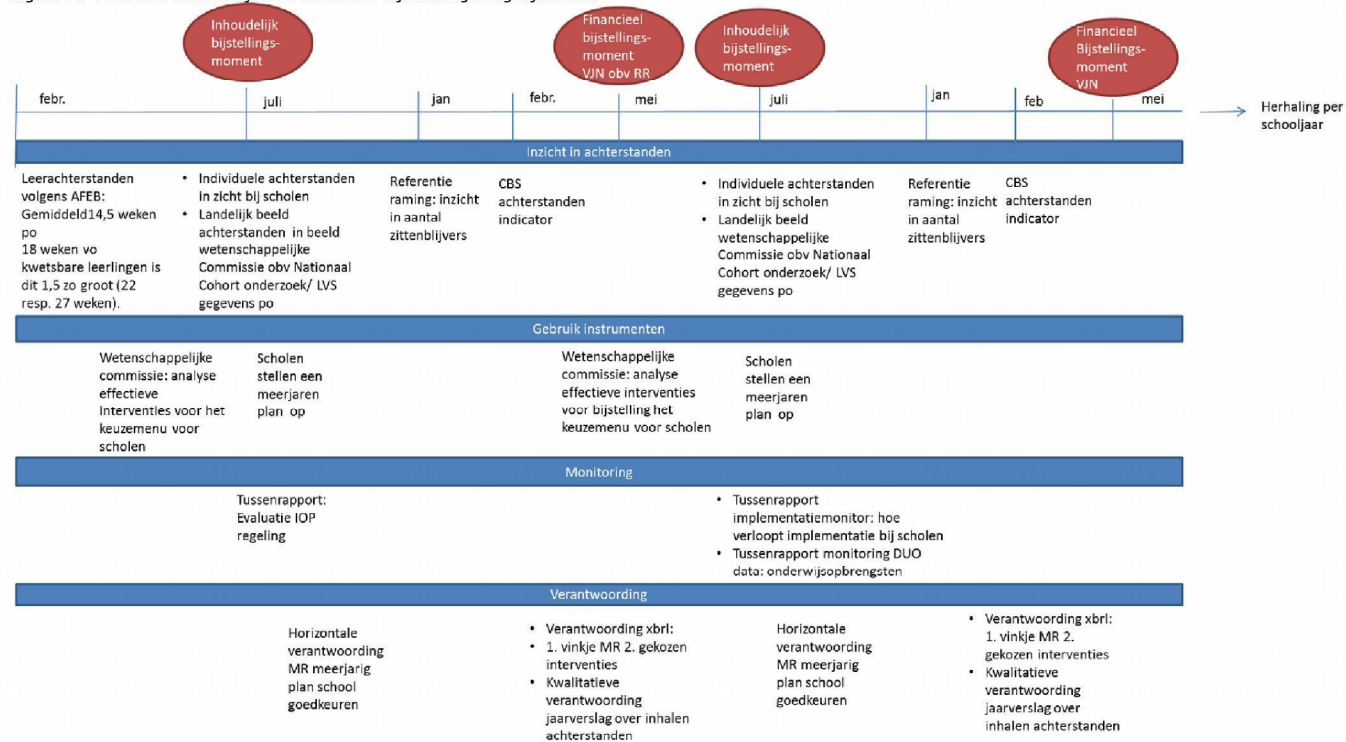 Inhoudelijk
bijstellings-
moment
Financieel
bijstellings-
moment
VJN obv RR
Inhoudelijk
bijstellings-
moment
Financieel
Bijstellings-
moment
VJN
febr.
juli
jan
febr.
mei
juli
jan
feb
mei
Herhaling per
schooljaar
Inzicht in achterstanden
Leerachterstanden
volgens AFEB:
Gemiddeld14,5 weken
po
18 weken vo
kwetsbare leerlingen is
dit 1,5 zo groot (22
resp. 27 weken).
• Individuele achterstanden
in zicht bij scholen
• Landelijk beeld
achterstanden in beeld
wetenschappelijke
Commissie obv Nationaal
Cohort onderzoek/ LVS
gegevens po
Referentie
raming: inzicht
in aantal
zittenblijvers
CBS
achterstanden
indicator
• Individuele achterstanden
in zicht bij scholen
• Landelijk beeld
achterstanden in beeld
wetenschappelijke
Commissie obv Nationaal
Cohort onderzoek/ LVS
gegevens po
Referentie
raming: inzicht
in aantal
zittenblijvers
CBS
achterstanden
indicator
Gebruik instrumenten
Wetenschappelijke
commissie: analyse
effectieve
Interventies voor het
keuzemenu voor
scholen
Scholen
stellen een
meerjaren
plan op
Wetenschappelijke
commissie: analyse
effectieve interventies
voor bijstelling het
keuzemenu voor scholen
Scholen
stellen een
meerjaren
plan op
Monitoring
Tussenrapport:
Evaluatie IOP
regeling
• Tussenrapport
implementatiemonitor: hoe
verloopt implementatie bij scholen
• Tussenrapport monitoring DUO
data: onderwijsopbrengsten
Verantwoording
Horizontale
verantwoording
MR meerjarig
plan school
goedkeuren
• Verantwoording xbrl:
• 1. vinkje MR 2. gekozen
interventies
• Kwalitatieve
verantwoording
jaarverslag over inhalen
achterstanden
Horizontale
verantwoording
MR meerjarig
plan school
goedkeuren
• Verantwoording xbrl:
1. vinkje MR 2.
gekozen interventies
• Kwalitatieve
verantwoording
jaarverslag over
inhalen achterstanden